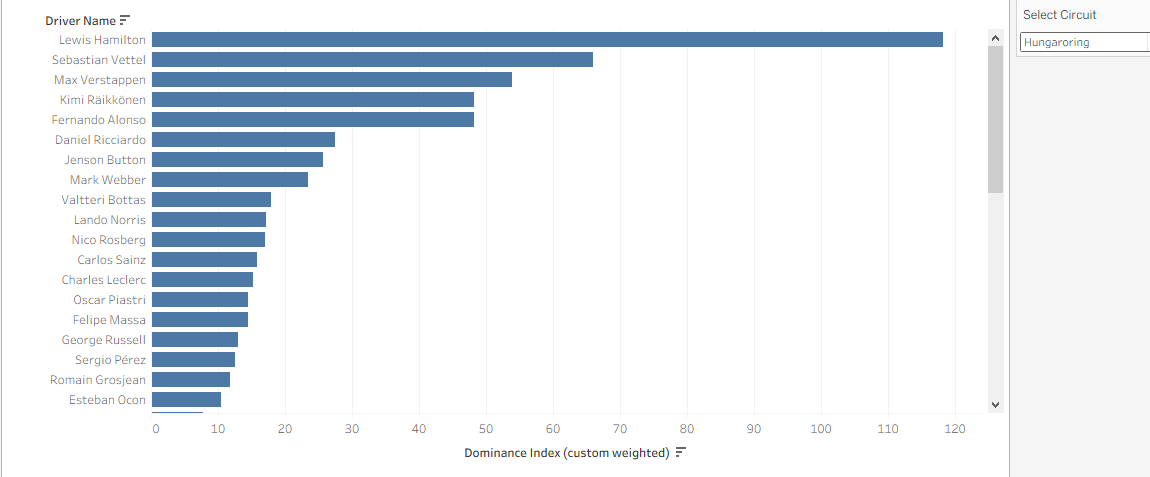 Driver Name
Select Circuit
Hungaroring
Lewis Hamilton
Sebastian Vettel
Max Verstappen
Kimi Räikkönen
Fernando Alonso
Daniel Ricciardo
Jenson Button
Mark Webber
Valtteri Bottas
Lando Norris
Nico Rosberg
Carlos Sainz
Charles Leclerc
Oscar Piastri
Felipe Massa
George Russell
Sergio Pérez
Romain Grosjean
Esteban Ocon
0 10 20 30 40 50 60 70 80 90 100 110 120
Dominance Index (custom weighted)